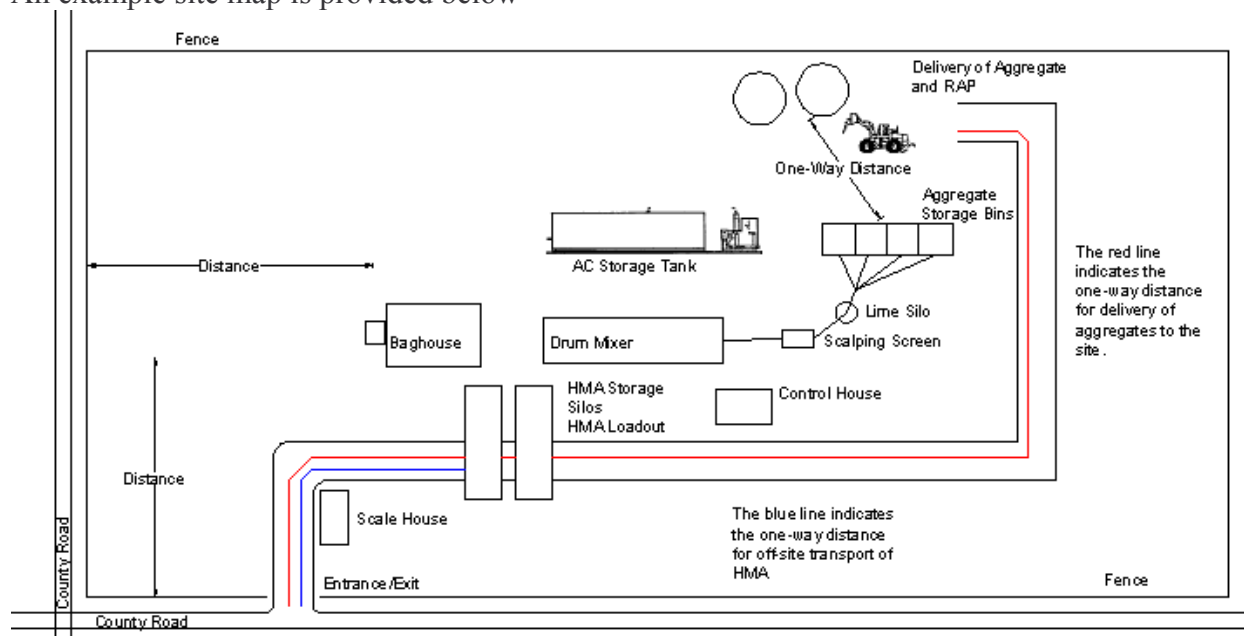 An example site map is provided below
Fence
Delivery of Aggregate
and RAP
One-Way Distance
Aggregate
Storage Bins
Distance
AC Storage Tank
The red line
indicates the
one-way distance
for delivery of
aggregates to the
site.
Lime Silo
Baghouse
Drum Mixer
Scalping Screen
HMA Storage
Silos
HMA Loadout
Control House
Distance
Scale House
The blue line indicates
the one-way distance
for off-site transport of
HMA
County Road
Entrance/Exit
Fence
County Road